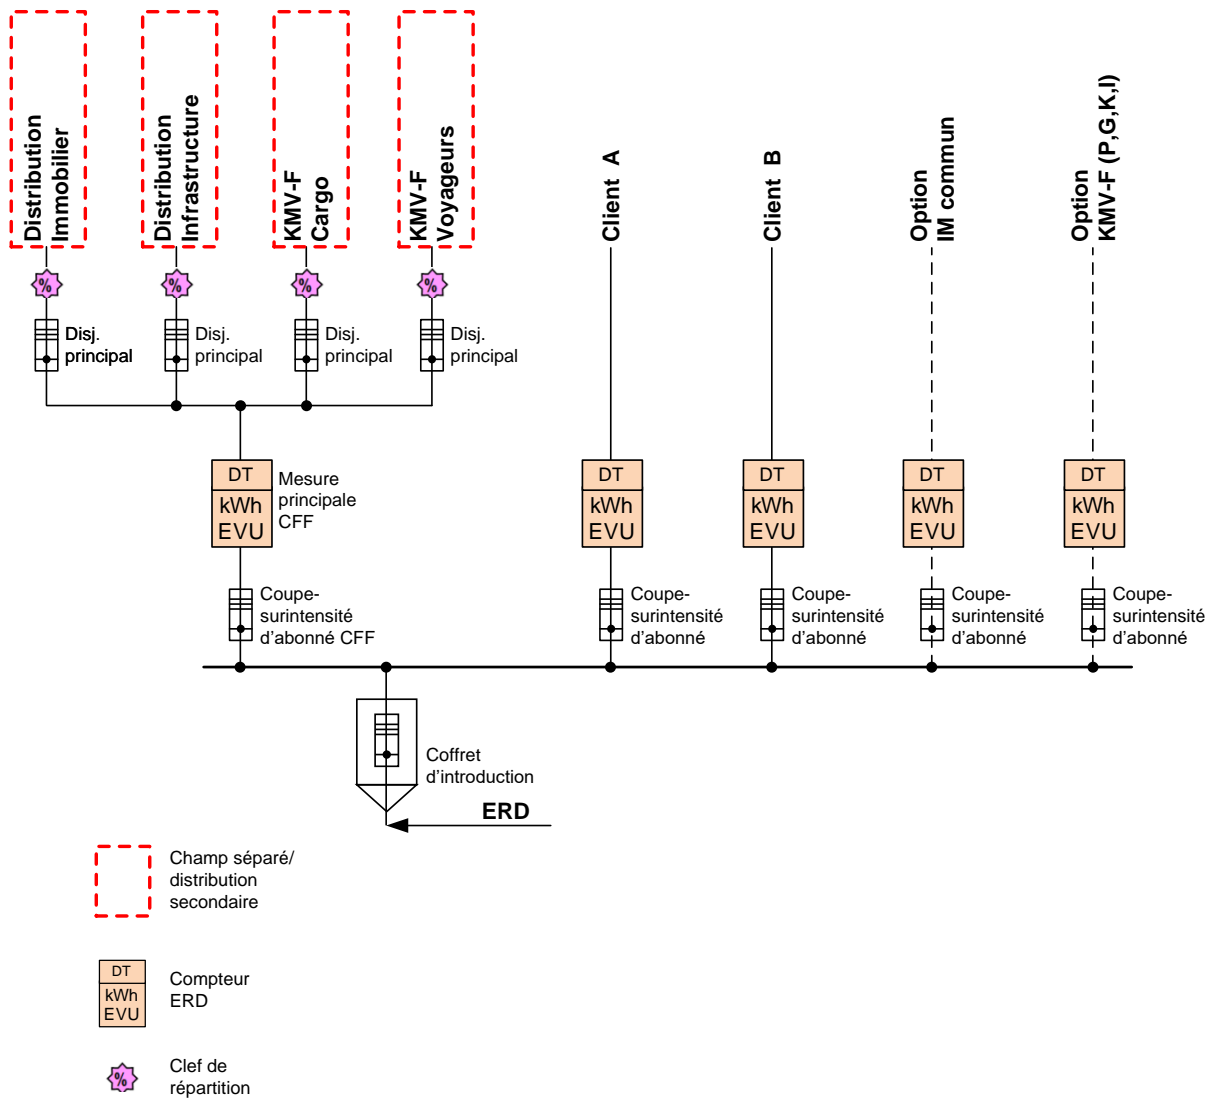 Distribution
Immobilier
Distribution
Infrastructure
KMV-F
Cargo
KMV-F
Voyageurs
Client A
Client B
Option
IM commun
Option
KMV-F (P,G,K,I)
%
%
%
%
Disj.
principal
Disj.
principal
Disj.
principal
Disj.
principal
DT
kWh
EVU
Mesure
principale
CFF
DT
kWh
EVU
DT
kWh
EVU
DT
kWh
EVU
DT
kWh
EVU
Coupe-
surintensité
d'abonné CFF
Coupe-
surintensité
d'abonné
Coupe-
surintensité
d'abonné
Coupe-
surintensité
d'abonné
Coupe-
surintensité
d'abonné
Coffret
d'introduction
ERD
Champ séparé/
distribution
secondaire
DT
kWh
EVU
Compteur
ERD
%
Clef de
répartition